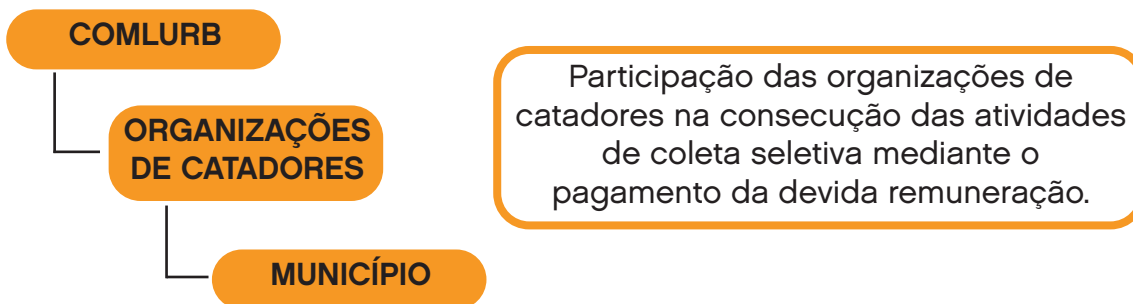 COMLURB
ORGANIZAÇÕES
DE CATADORES
MUNICÍPIO
Participação das organizações de
catadores na consecução das atividades
de coleta seletiva mediante o
pagamento da devida remuneração.